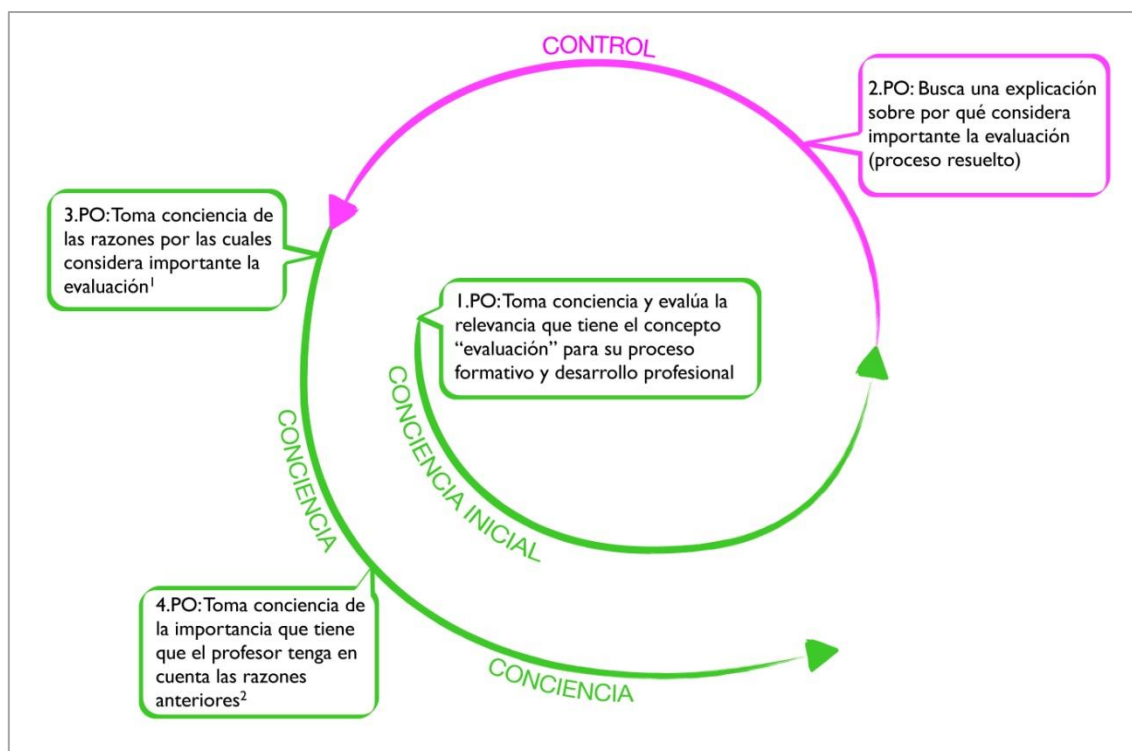 CONTROL
2.PO: Busca una explicación
sobre por qué considera
importante la evaluación
(proceso resuelto)
3.PO:Toma conciencia de
las razones por las cuales
considera importante la
evaluación¹
1.PO:Toma conciencia y evalúa la
relevancia que tiene el concepto
“evaluación” para su proceso
formativo y desarrollo profesional
CONCIENCIA
CONCIENCIA INICIAL
4.PO:Toma conciencia de
la importancia que tiene
que el profesor tenga en
cuenta las razones
anteriores²
CONCIENCIA